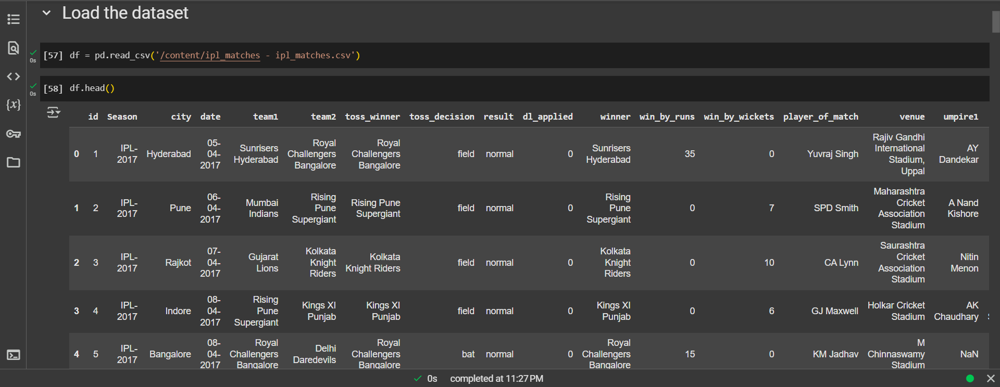 Load the dataset
[57] df = pd.read_csv('/content/ipl_matches - ipl_matches.csv')
0s
[58] df.head()
0s
{x}
id Season city date team1 team2 toss_winner toss_decision result dl_applied winner win_by_runs win_by_wickets player_of_match venue umpire1
0 1 IPL-2017 Hyderabad 05-04-2017 Sunrisers Hyderabad Royal Challengers Bangalore Royal Challengers Bangalore field normal 0 Sunrisers Hyderabad 35 0 Yuvraj Singh Rajiv Gandhi International Stadium, Uppal AY Dandekar
1 2 IPL-2017 Pune 06-04-2017 Mumbai Indians Rising Pune Supergiant Rising Pune Supergiant field normal 0 Rising Pune Supergiant 0 7 SPD Smith Maharashtra Cricket Association Stadium A Nand Kishore
2 3 IPL-2017 Rajkot 07-04-2017 Gujarat Lions Kolkata Knight Riders Kolkata Knight Riders field normal 0 Kolkata Knight Riders 0 10 CA Lynn Saurashtra Cricket Association Stadium Nitin Menon
3 4 IPL-2017 Indore 08-04-2017 Rising Pune Supergiant Kings XI Punjab Kings XI Punjab field normal 0 Kings XI Punjab 0 6 GJ Maxwell Holkar Cricket Stadium AK Chaudhary
4 5 IPL-2017 Bangalore 08-04-2017 Royal Challengers Bangalore Delhi Daredevils Royal Challengers Bangalore bat normal 0 Royal Challengers Bangalore 15 0 KM Jadhav M Chinnaswamy Stadium NaN
0s completed at 11:27 PM